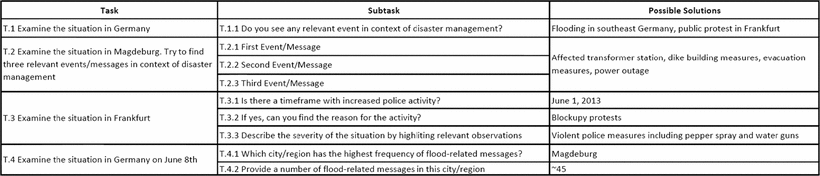 Task Subtask Possible Solutions
T.1 Examine the situation in Germany T.1.1 Do you see any relevant event in context of disaster management? Flooding in southeast Germany, public protest in Frankfurt
T.2 Examine the situation in Magdeburg. Try to find
three relevant events/messages in context of disaster
management
T.2.1 First Event/Message
T.2.2 Second Event/Message
T.2.3 Third Event/Message
Affected transformer station, dike building measures, evacuation
measures, power outage
T.3 Examine the situation in Frankfurt
T.3.1 Is there a timeframe with increased police activity? June 1, 2013
T.3.2 If yes, can you find the reason for the activity? Blockupy protests
T.3.3 Describe the severity of the situation by highliting relevant observations Violent police measures including pepper spray and water guns
T.4 Examine the situation in Germany on June 8th
T.4.1 Which city/region has the highest frequency of flood-related messages? Magdeburg
T.4.2 Provide a number of flood-related messages in this city/region ~45